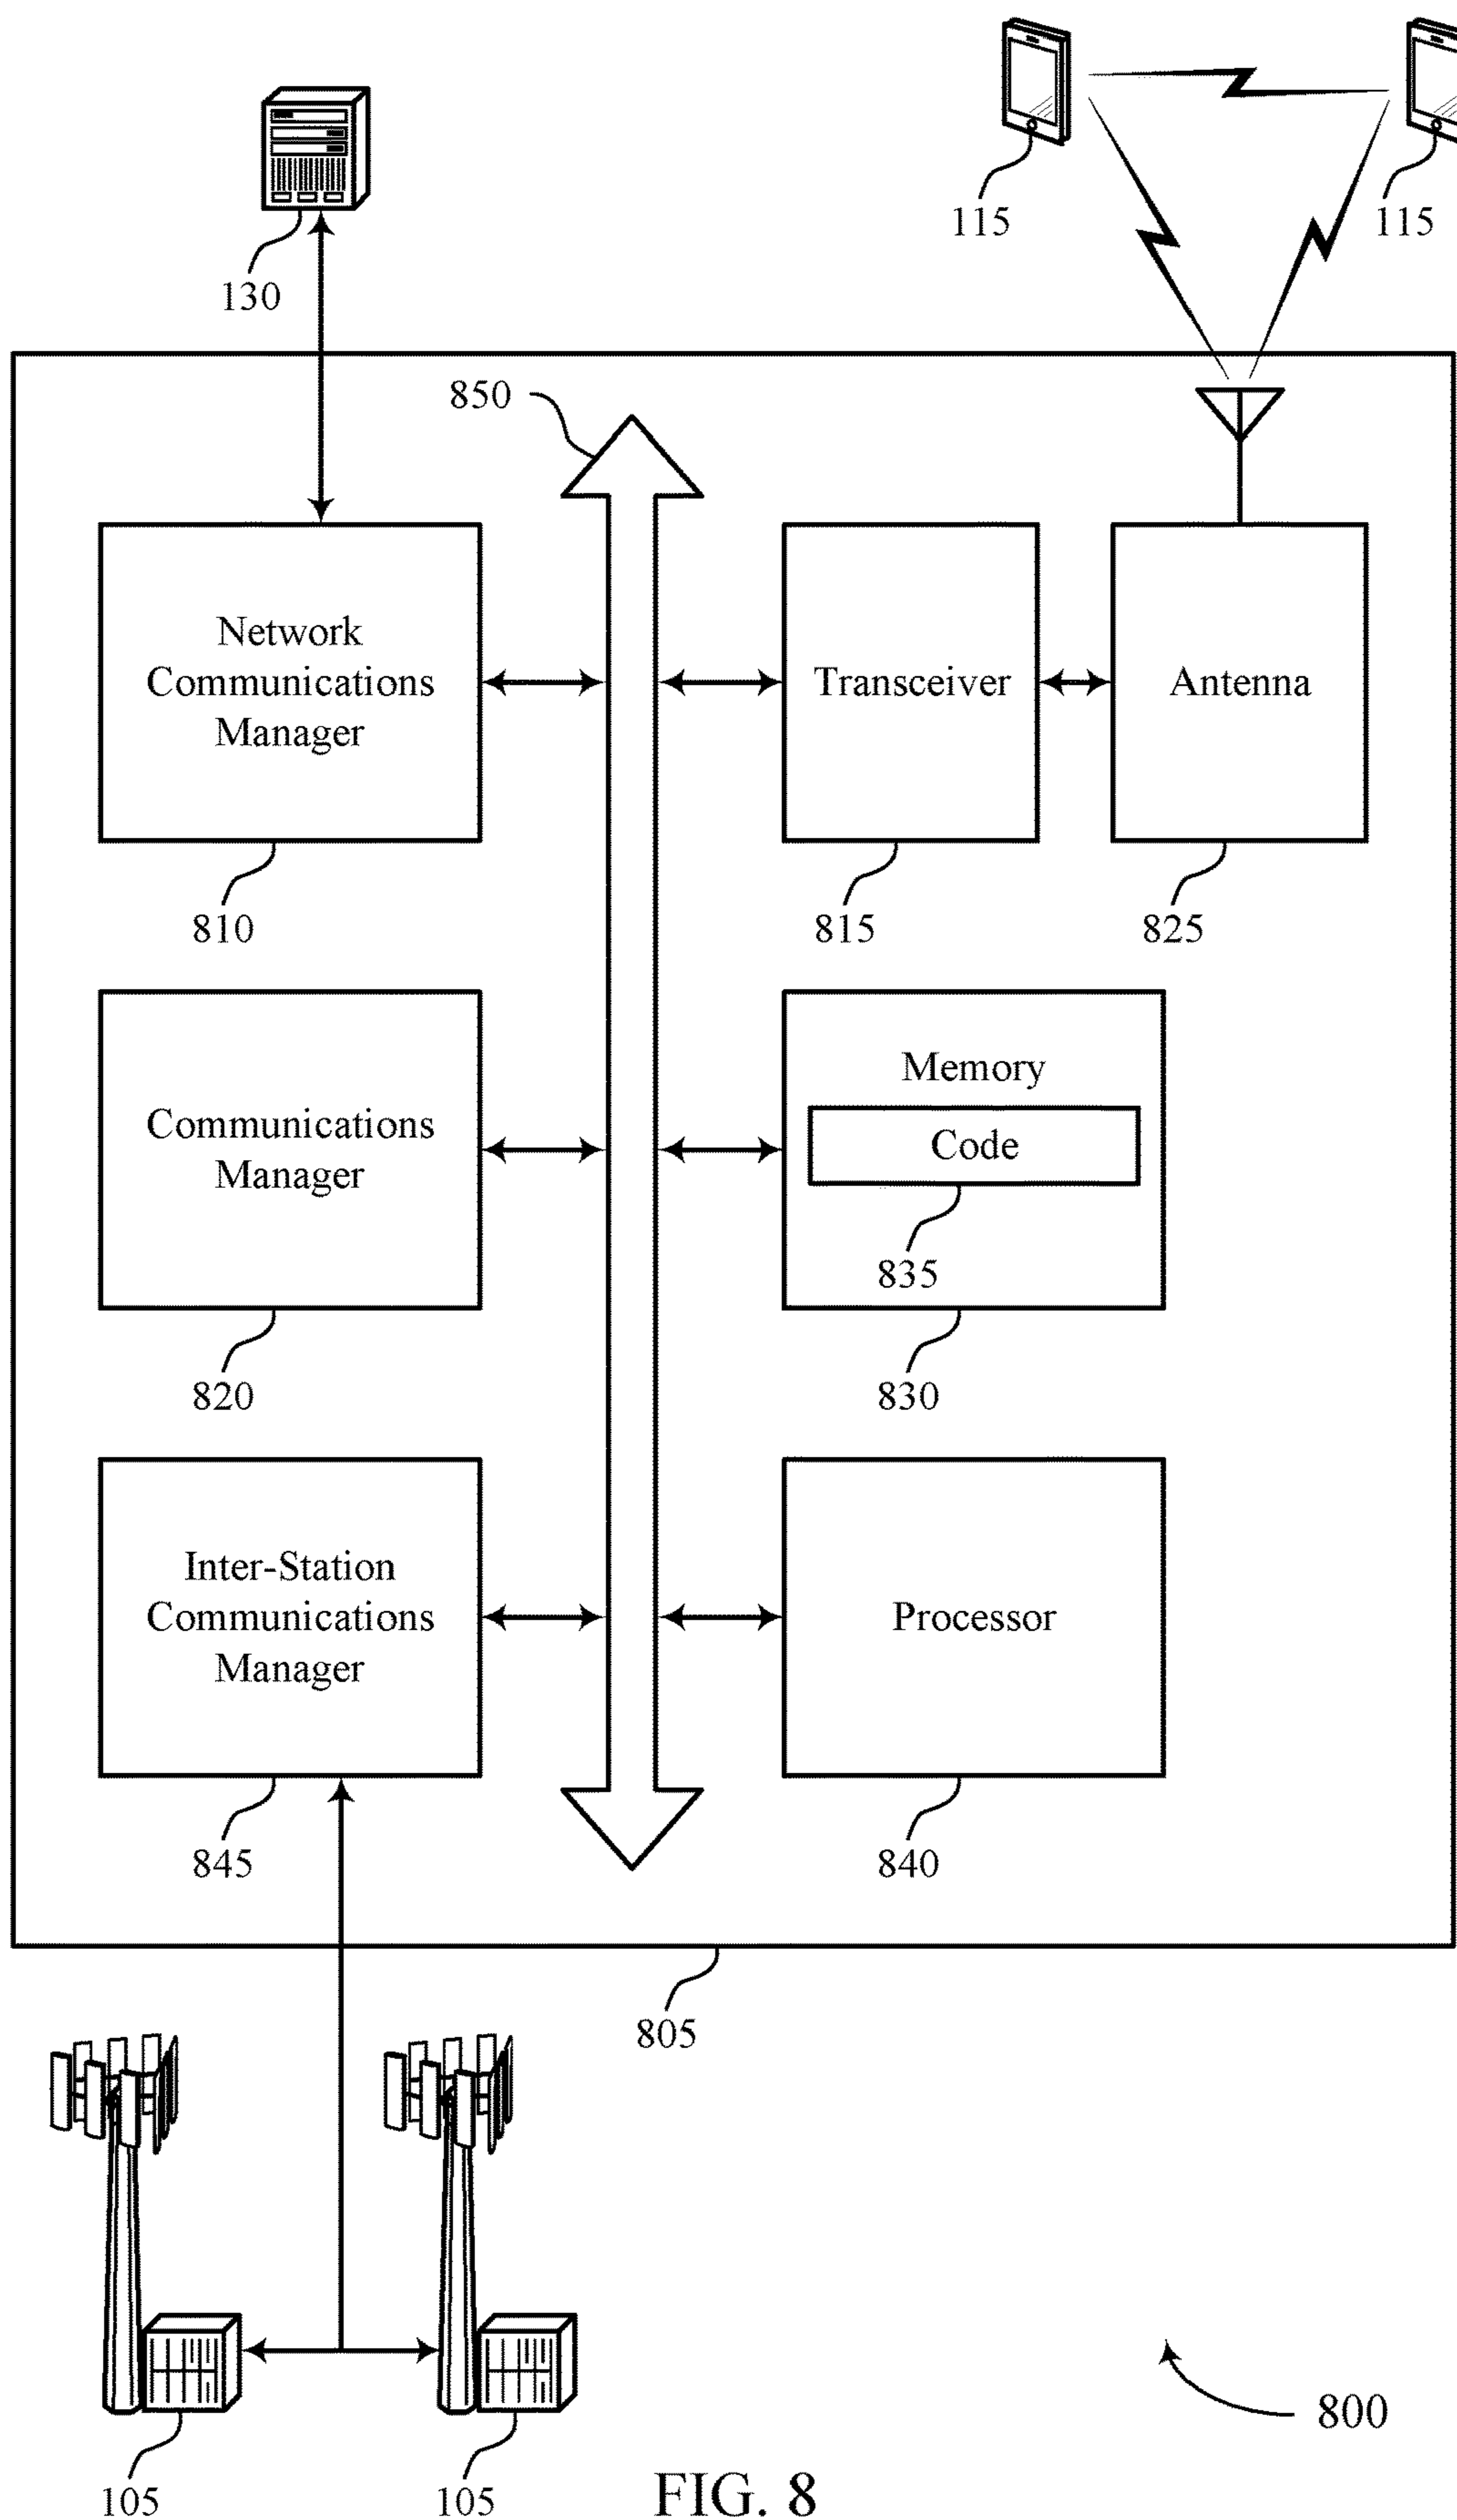 115
115
130
850
Network
Communications
Manager
Transceiver
Antenna
810
815
825
Communications
Manager
Memory
Code
835
820
830
Inter-Station
Communications
Manager
Processor
845
840
805
800
105
105
FIG. 8